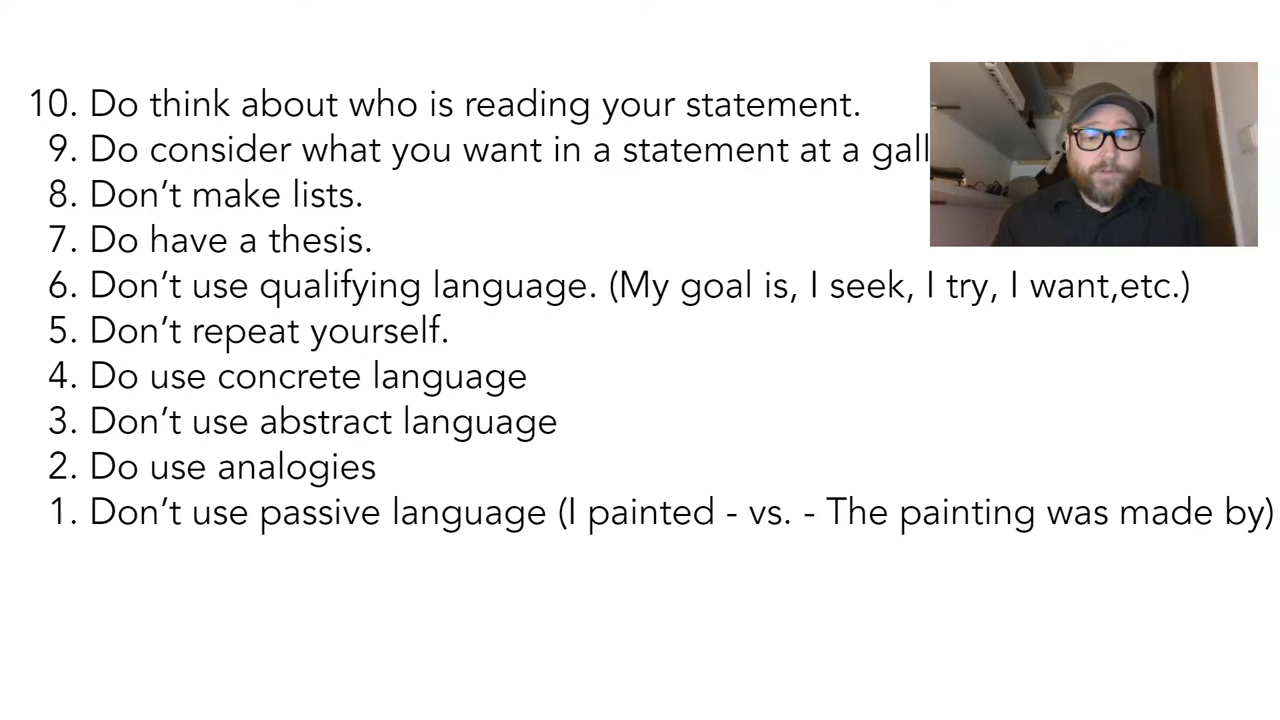 10. Do think about who is reading your statement.
9. Do consider what you want in a statement at a
8. Don’t make lists.
7. Do have a thesis.
6. Don’t use qualifying language. (My goal is, I seek, I try, I want,etc.)
5. Don’t repeat yourself.
4. Do use concrete language
3. Don’t use abstract language
2. Do use analogies
1. Don’t use passive language (I painted - vs. - The painting was made by)